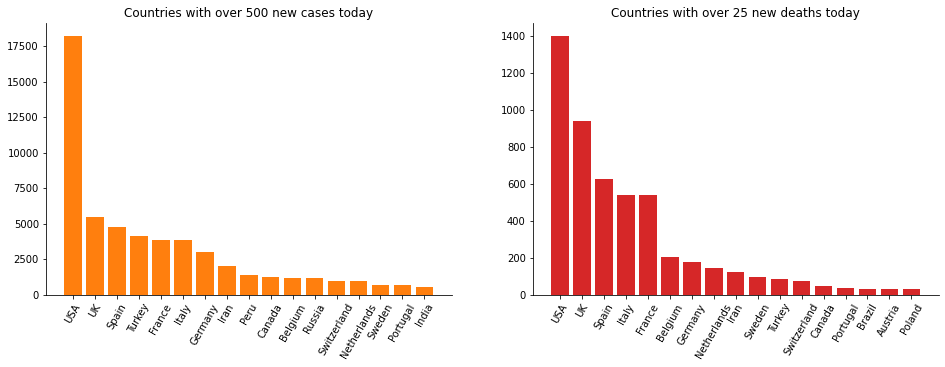 Countries with over 500 new cases today
17500
15000
12500
10000
7500
5000
2500
0
USA
UK
Spain
Turkey
France
Italy
Germany
Iran
Peru
Canada
Belgium
Russia
Switzerland
Netherlands
Sweden
Portugal
India
Countries with over 25 new deaths today
1400
1200
1000
800
600
400
200
0
USA
UK
Spain
Italy
France
Belgium
Germany
Netherlands
Iran
Sweden
Turkey
Switzerland
Canada
Portugal
Brazil
Austria
Poland